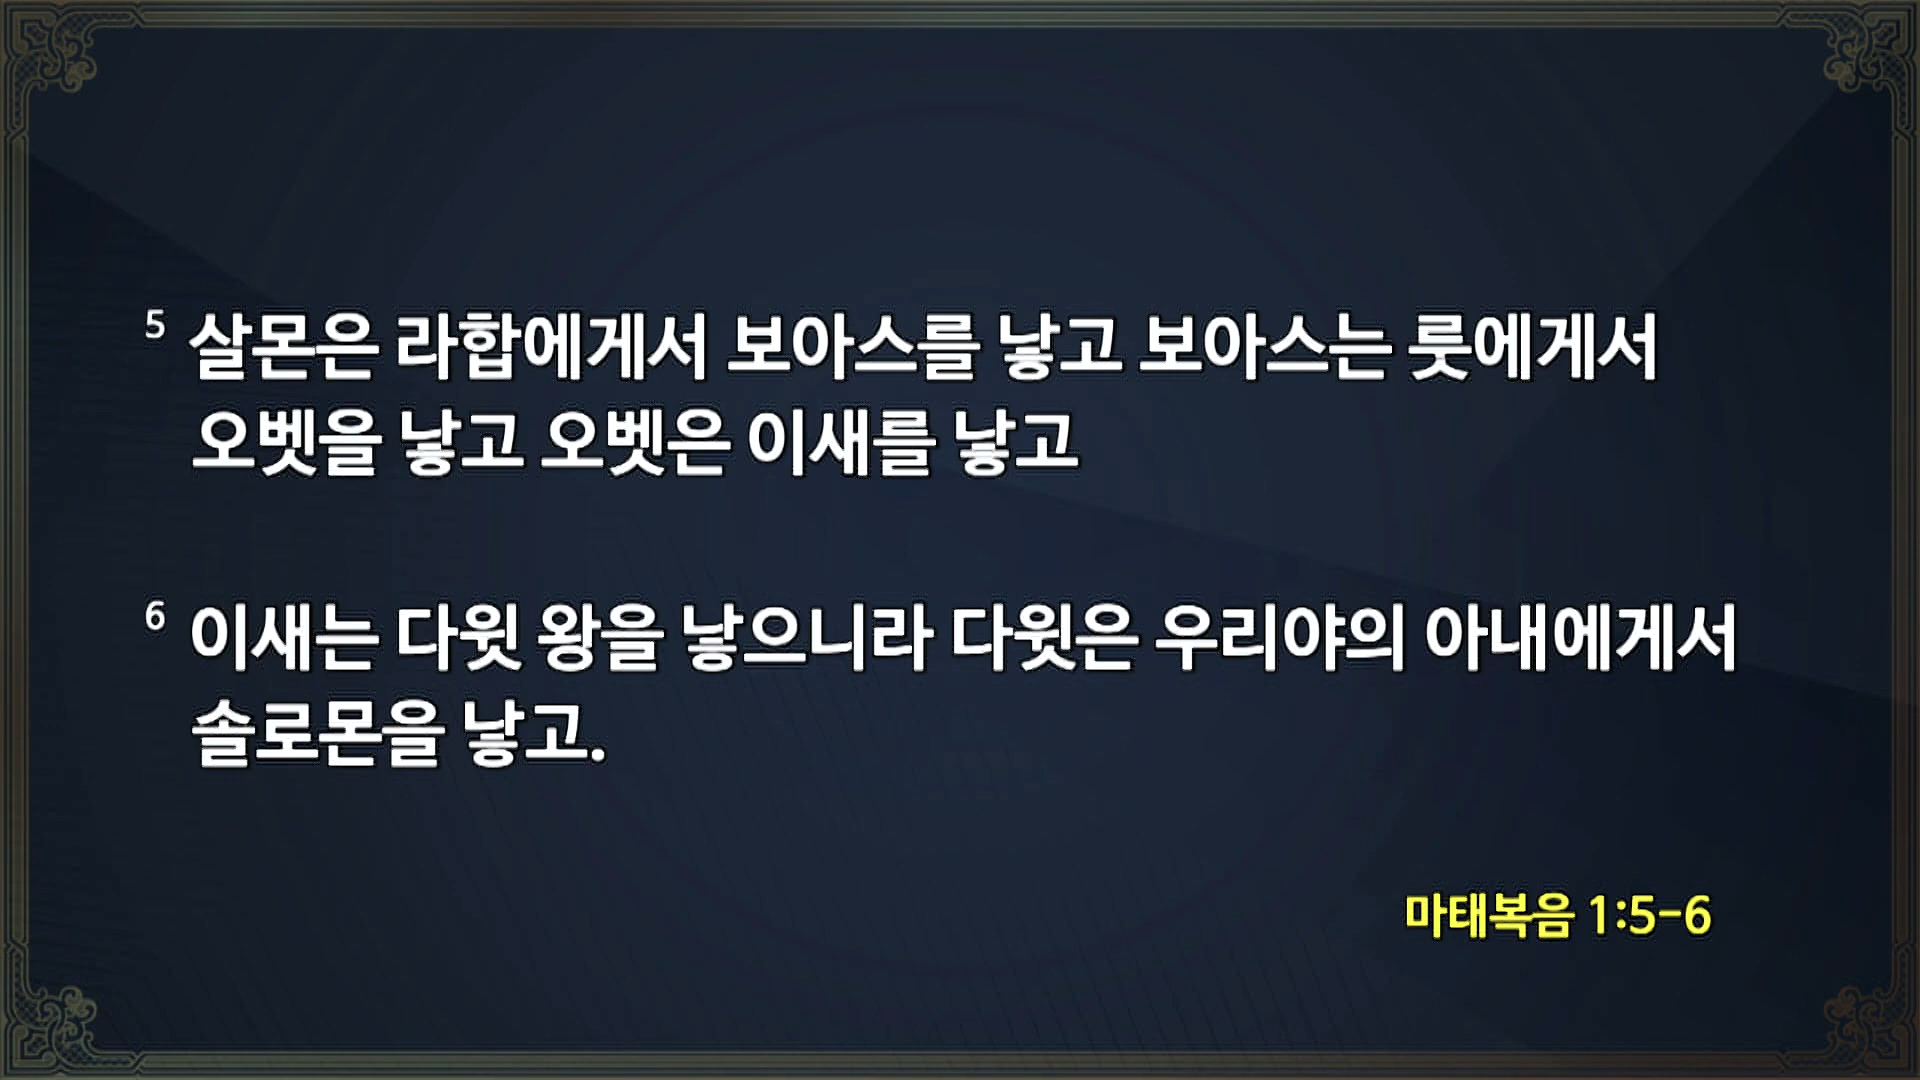 5 살몬은 라합에게서 보아스를 낳고 보아스는 룻에게서
오벳을 낳고 오벳은 이새를 낳고
6 이새는 다윗 왕을 낳으니라 다윗은 우리야의 아내에게서
솔로몬을 낳고.
마태복음 1:5-6